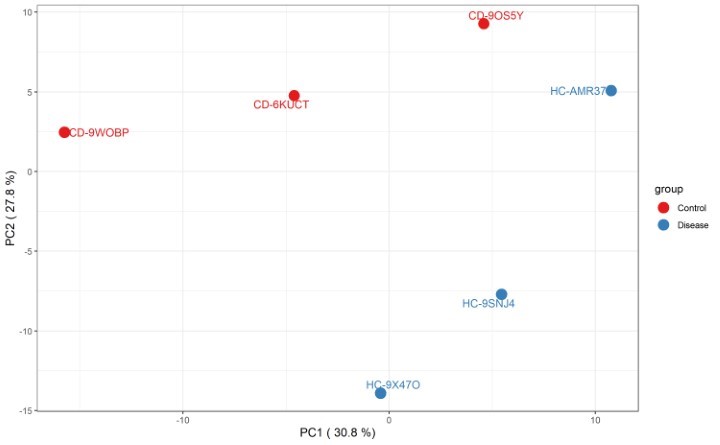 10
CD-9OS5Y
HC-AMR37
5
CD-6KUCT
CD-9WOBP
0
PC2 ( 27.8 %)
group
Control
Disease
-5
HC-9SNJ4
-10
HC-9X47O
-15
-10
0
10
PC1 ( 30.8 %)